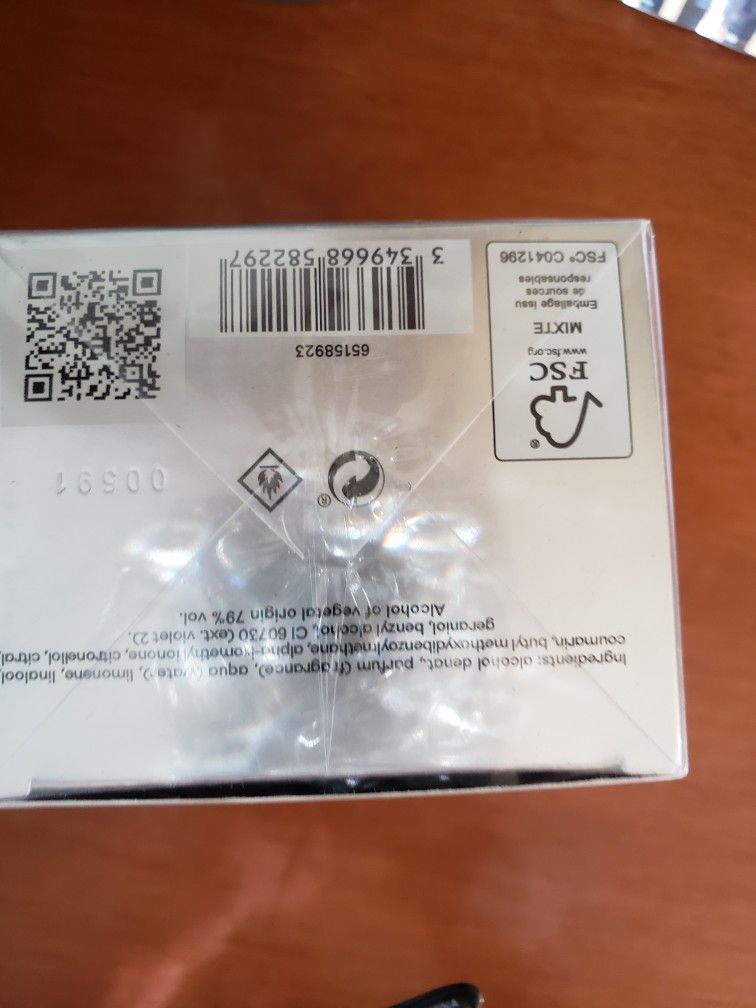 Ingredients: alcohol denat., parfum (fragrance), aqua (water), limonene, linalool,
coumarin, butyl methoxydibenzoylmethane, alpha-isomethyl ionone, citronellol, citral,
geraniol, benzyl alcohol, CI 60730 (ext. violet 2).
Alcohol of vegetal origin 79% vol.
00591
®
®
FSC
www.fsc.org
MIXTE
Emballage issu
de sources
responsables
FSC® C041296
65158923
3 349668 582297